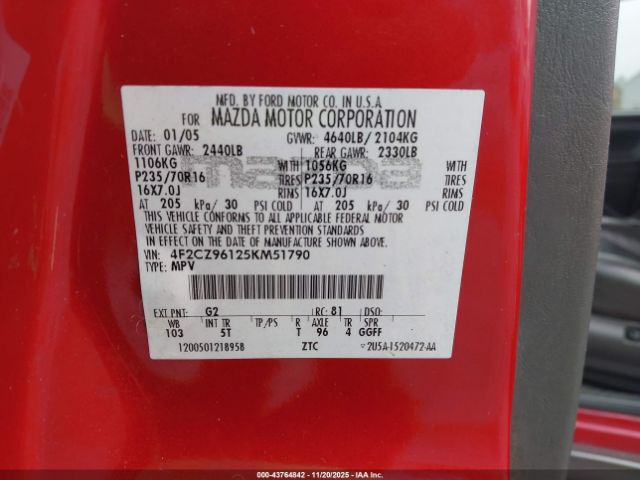 MFD. BY FORD MOTOR CO. IN U.S.A.
FOR MAZDA MOTOR CORPORATION
DATE: 01/05 GVWR: 4640LB/ 2104KG
FRONT GAWR: 2440LB REAR GAWR: 2330LB
1106KG WITH 1056KG WITH
P235/70R16 TIRES P235/70R16 TIRES
16X7.0J RIMS 16X7.0J RIMS
AT 205 kPa/ 30 PSI COLD AT 205 kPa/ 30 PSI COLD
THIS VEHICLE CONFORMS TO ALL APPLICABLE FEDERAL MOTOR
VEHICLE SAFETY AND THEFT PREVENTION STANDARDS
IN EFFECT ON THE DATE OF MANUFACTURE SHOWN ABOVE.
VIN: 4F2CZ96125KM51790
TYPE: MPV
mazda
EXT PNT: G2 RC: 81 DSO:
WB INT TR TP/PS R AXLE TR SPR
103 5T T 96 4 GGFF
1200501218958 ZTC 2U5A-1520472-AA
000-43764842 - 11/20/2025 - IAAI.COM